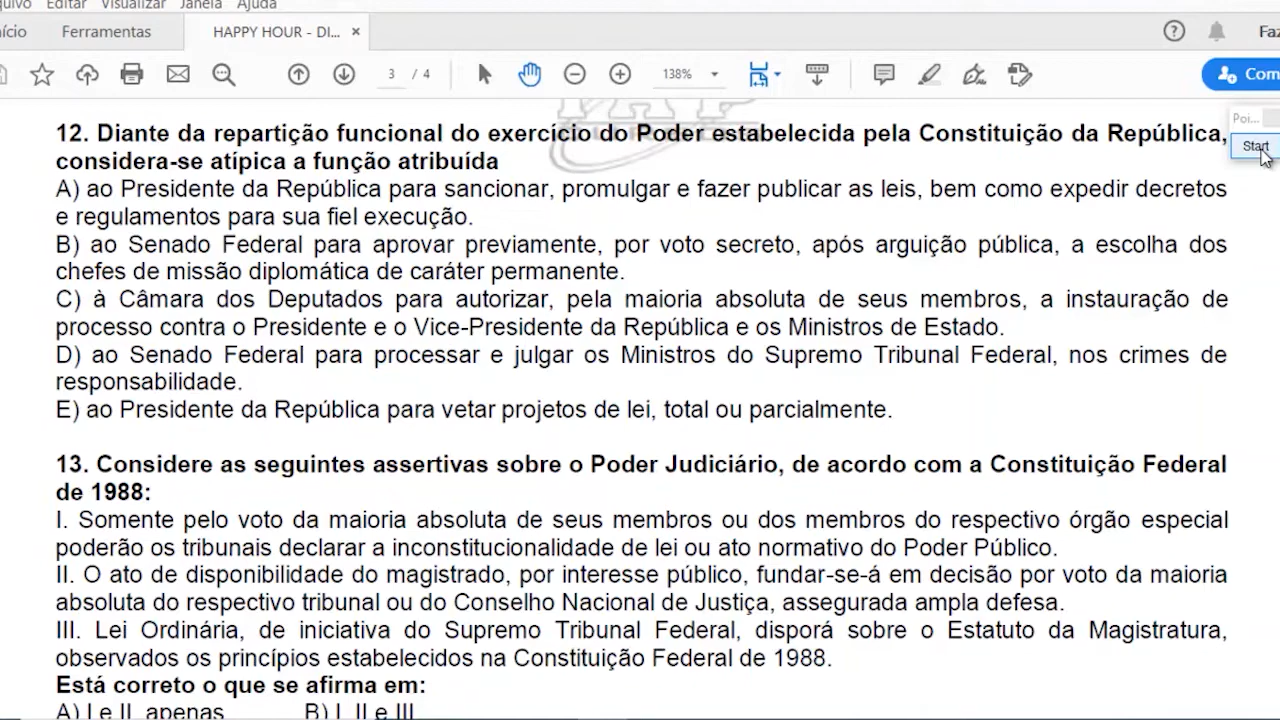 Editar Visualizar Janela Ajuda
Ferramentas
HAPPY HOUR - DI... ×
?
3 / 4
138%
12. Diante da repartição funcional do exercício do Poder estabelecida pela Constituição da República,
considera-se atípica a função atribuída
A) ao Presidente da República para sancionar, promulgar e fazer publicar as leis, bem como expedir decretos
e regulamentos para sua fiel execução.
B) ao Senado Federal para aprovar previamente, por voto secreto, após arguição pública, a escolha dos
chefes de missão diplomática de caráter permanente.
C) à Câmara dos Deputados para autorizar, pela maioria absoluta de seus membros, a instauração de
processo contra o Presidente e o Vice-Presidente da República e os Ministros de Estado.
D) ao Senado Federal para processar e julgar os Ministros do Supremo Tribunal Federal, nos crimes de
responsabilidade.
E) ao Presidente da República para vetar projetos de lei, total ou parcialmente.
13. Considere as seguintes assertivas sobre o Poder Judiciário, de acordo com a Constituição Federal
de 1988:
I. Somente pelo voto da maioria absoluta de seus membros ou dos membros do respectivo órgão especial
poderão os tribunais declarar a inconstitucionalidade de lei ou ato normativo do Poder Público.
II. O ato de disponibilidade do magistrado, por interesse público, fundar-se-á em decisão por voto da maioria
absoluta do respectivo tribunal ou do Conselho Nacional de Justiça, assegurada ampla defesa.
III. Lei Ordinária, de iniciativa do Supremo Tribunal Federal, disporá sobre o Estatuto da Magistratura,
observados os princípios estabelecidos na Constituição Federal de 1988.
Está correto o que se afirma em:
A) I e II, apenas B) I, II e III
Faz
Com
Poi...
Start